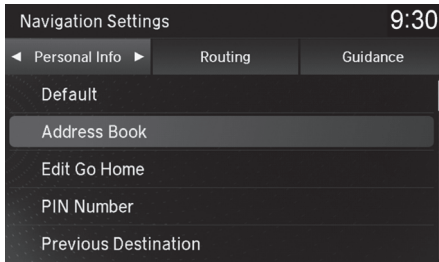 Navigation Settings 9:30
Personal Info Routing Guidance
Default
Address Book
Edit Go Home
PIN Number
Previous Destination